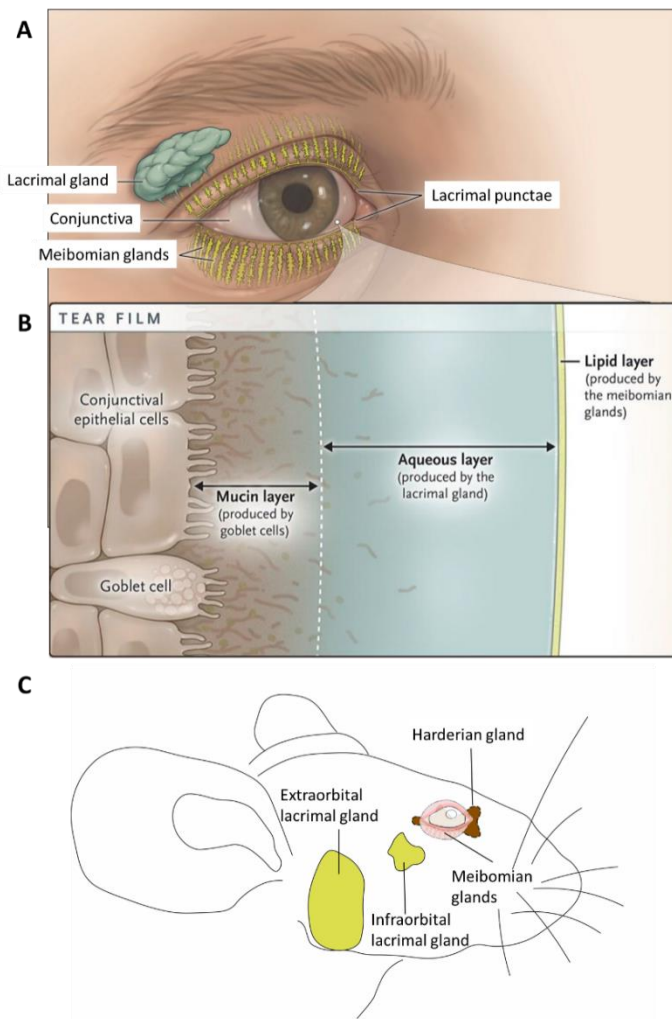 A
Lacrimal gland
Conjunctiva
Meibomian glands
Lacrimal punctae
B
TEAR FILM
Conjunctival
epithelial cells
Goblet cell
Mucin layer
(produced by
goblet cells)
Aqueous layer
(produced by the
lacrimal gland)
Lipid layer
(produced by
the meibomian
glands)
C
Harderian gland
Extraorbital
lacrimal gland
Infraorbital
lacrimal gland
Meibomian
glands